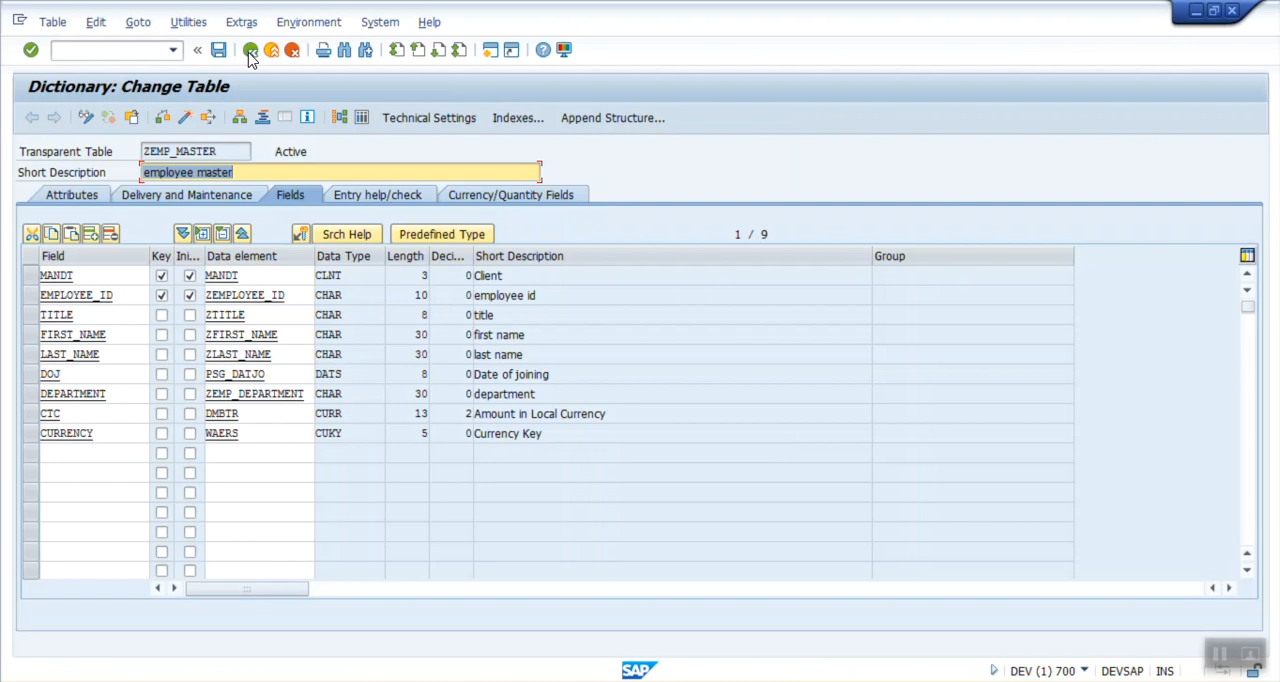 Table Edit Goto Utilities Extras Environment System Help
Dictionary: Change Table
Technical Settings Indexes... Append Structure...
Transparent Table ZEMP_MASTER Active
Short Description employee master
Attributes Delivery and Maintenance Fields Entry help/check Currency/Quantity Fields
Srch Help Predefined Type 1 / 9
Field Key Ini... Data element Data Type Length Deci... Short Description Group
MANDT MANDT CLNT 3 0 Client
EMPLOYEE_ID ZEMPLOYEE_ID CHAR 10 0 employee id
TITLE ZTITLE CHAR 8 0 title
FIRST_NAME ZFIRST_NAME CHAR 30 0 first name
LAST_NAME ZLAST_NAME CHAR 30 0 last name
DOJ PSG_DATJO DATS 8 0 Date of joining
DEPARTMENT ZEMP_DEPARTMENT CHAR 30 0 department
CTC DMBTR CURR 13 2 Amount in Local Currency
CURRENCY WAERS CUKY 5 0 Currency Key
SAP DEV (1) 700 DEVSAP INS